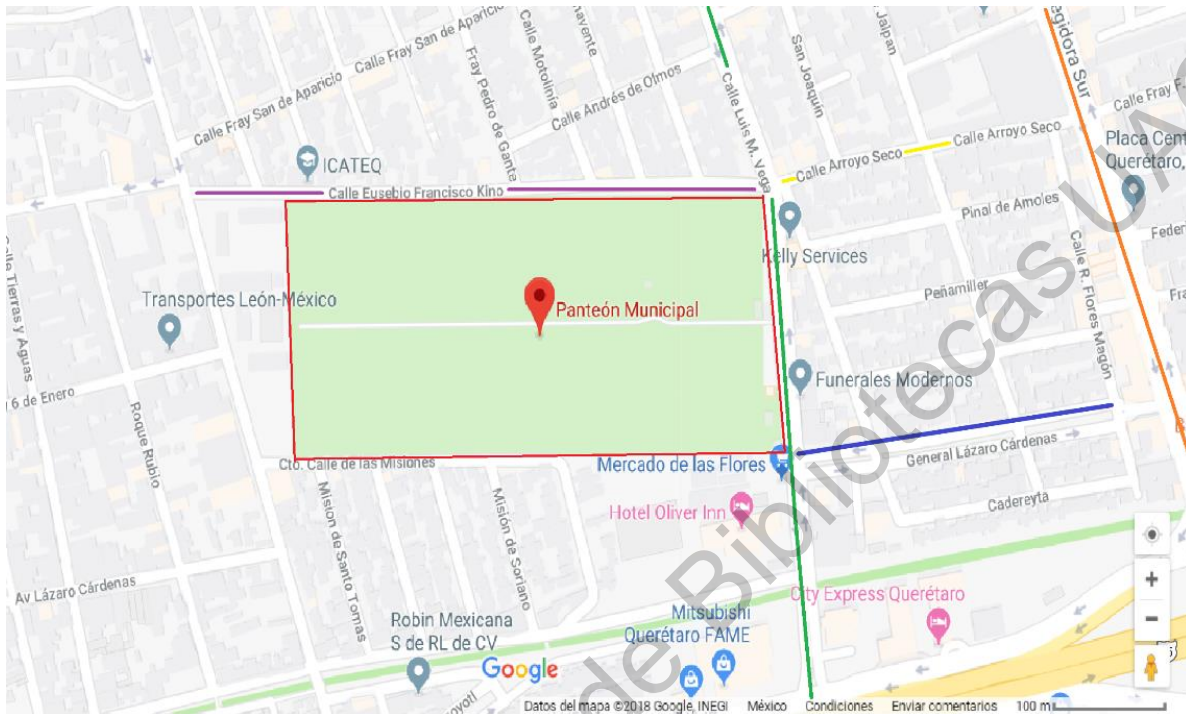 Calle Fray San de Aparicio
Calle Fray San de Aparicio
Fray Pedro de Gante
Calle Motolinía
Calle Andrés de Olmos
Calle Luis M. Vega
San Joaquín
Jalpan
Calle Arroyo Seco
Calle Arroyo Seco
Calle Fray
Placa Cent
Querétaro,
ICATEQ
Calle Eusebio Francisco Kino
Pinal de Amoles
Kelly Services
Calle Tierras y Aguas
Transportes León-México
Panteón Municipal
Peñamiller
Calle R. Flores Magón
Funerales Modernos
6 de Enero
Roque Rubio
Cto. Calle de las Misiones
Mercado de las Flores
General Lázaro Cárdenas
Misión de Santo Tomas
Misión de Soriano
Hotel Oliver Inn
Cadereyta
Av Lázaro Cárdenas
City Express Querétaro
Robin Mexicana
S de RL de CV
Mitsubishi
Querétaro FAME
Google
Datos del mapa ©2018 Google, INEGI México Condiciones Enviar comentarios 100 m
de Bibliotecas UAQ